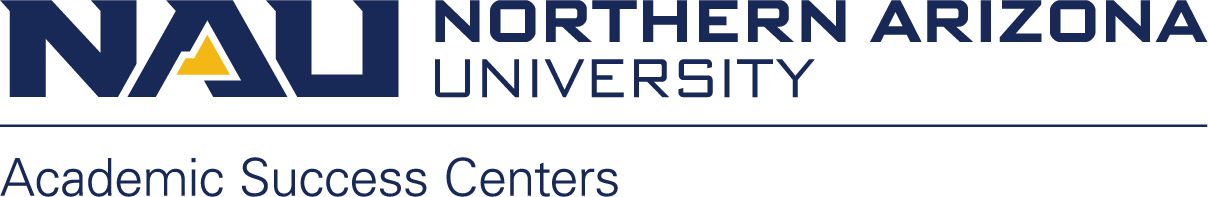 NAU NORTHERN ARIZONA
UNIVERSITY
Academic Success Centers